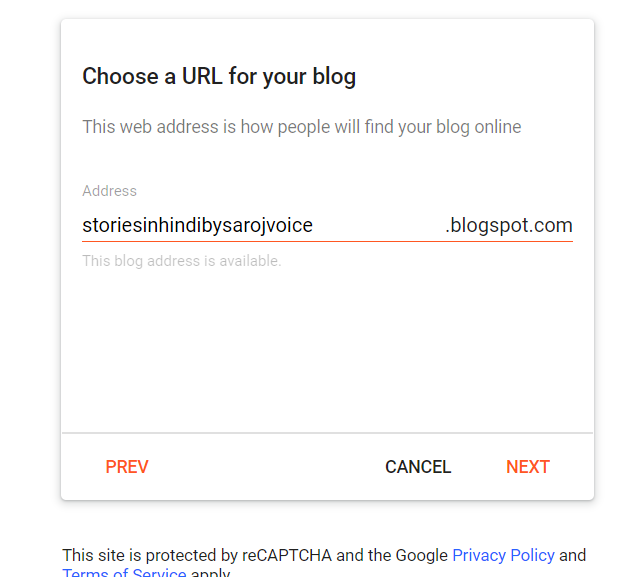 Choose a URL for your blog
This web address is how people will find your blog online
Address
storiesinhindibysarojvoice .blogspot.com
This blog address is available.
PREV CANCEL NEXT
This site is protected by reCAPTCHA and the Google Privacy Policy and
Terms of Service apply.